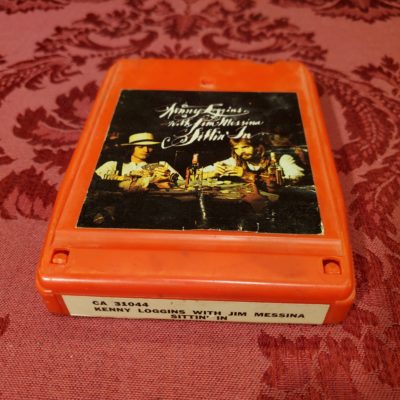 Kenny Loggins
with Jim Messina
Sittin' In
CA 31044
KENNY LOGGINS WITH JIM MESSINA
SITTIN' IN